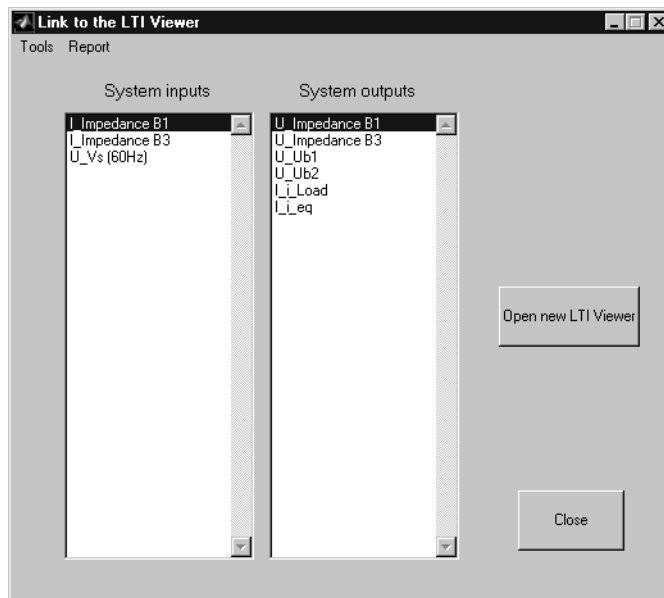 Link to the LTI Viewer
Tools Report
System inputs
I_Impedance B1
I_Impedance B3
U_Vs (60Hz)
System outputs
U_Impedance B1
U_Impedance B3
U_Ub1
U_Ub2
I_i_Load
I_i_eq
Open new LTI Viewer
Close